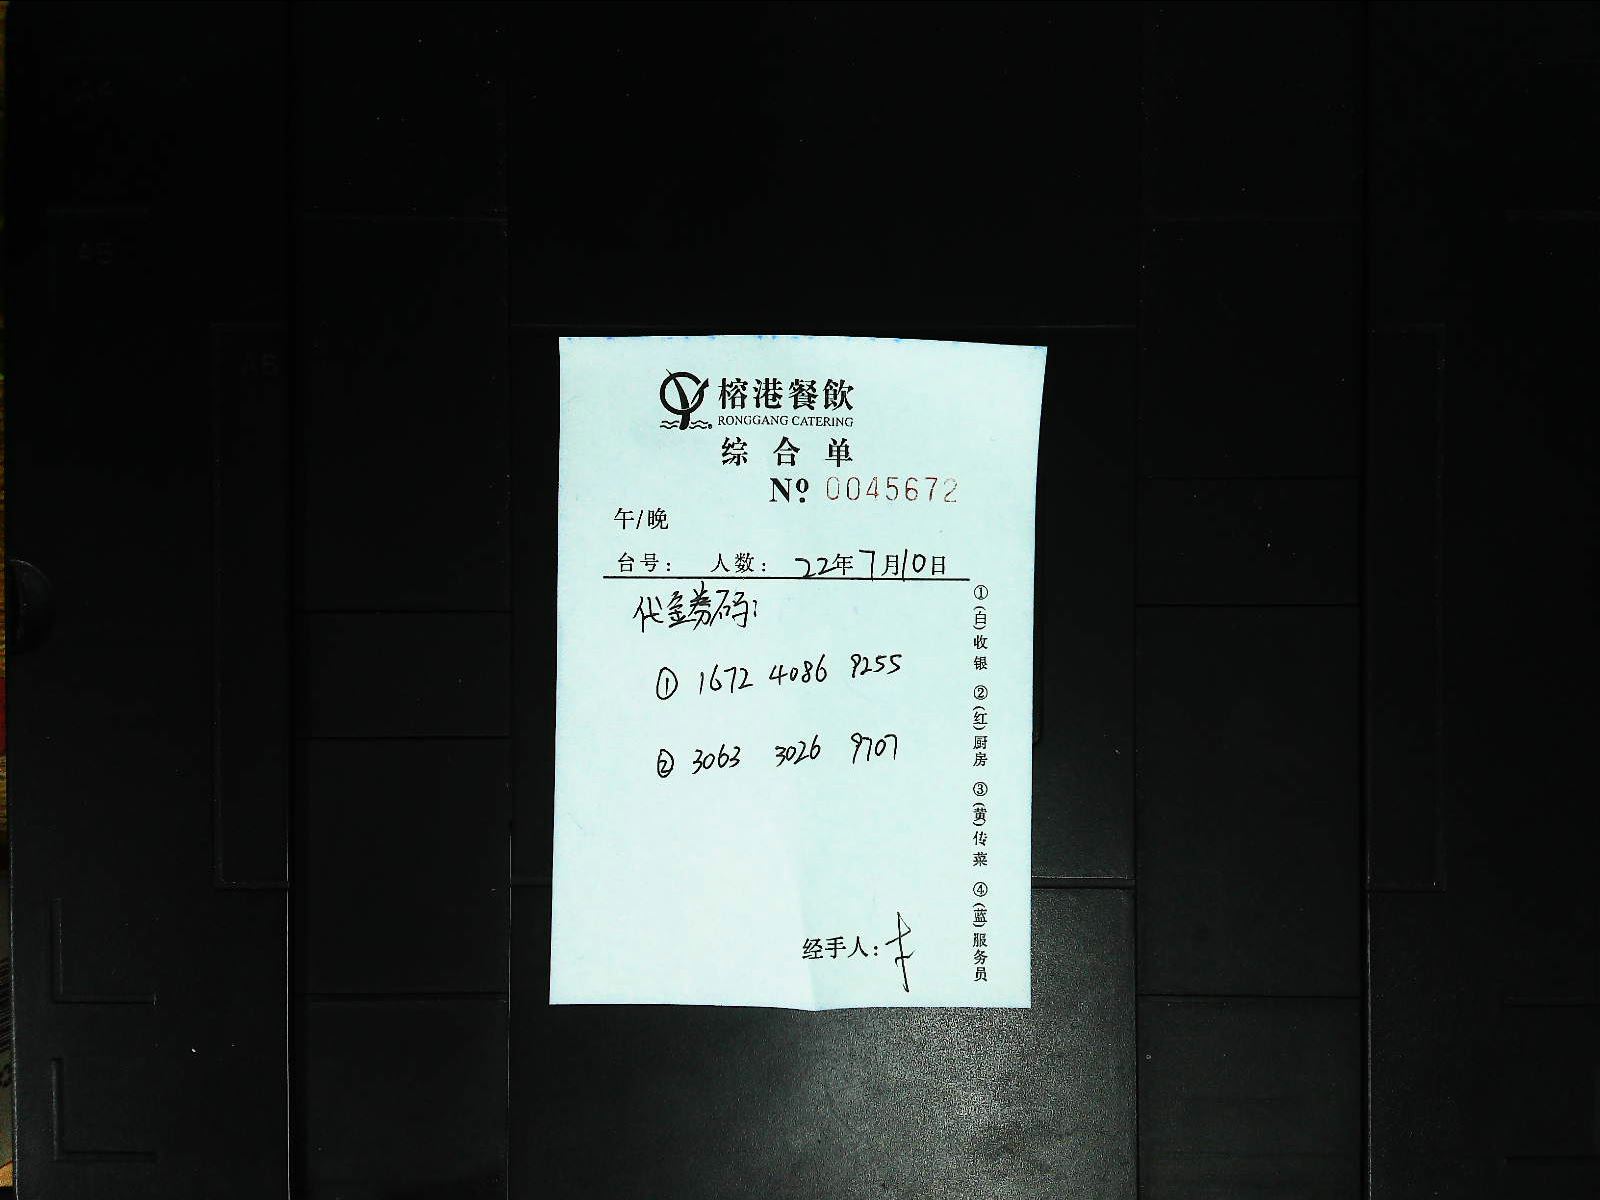 榕港餐飲
RONGGANG CATERING
综合单
Nº 0045672
午/晚
台号： 人数： 22年7月10日
代金券码：
① 1672 4086 9255
② 3063 3026 9707
经手人：
①(白)收银 ②(红)厨房 ③(黄)传菜 ④(蓝)服务员
A5
A6